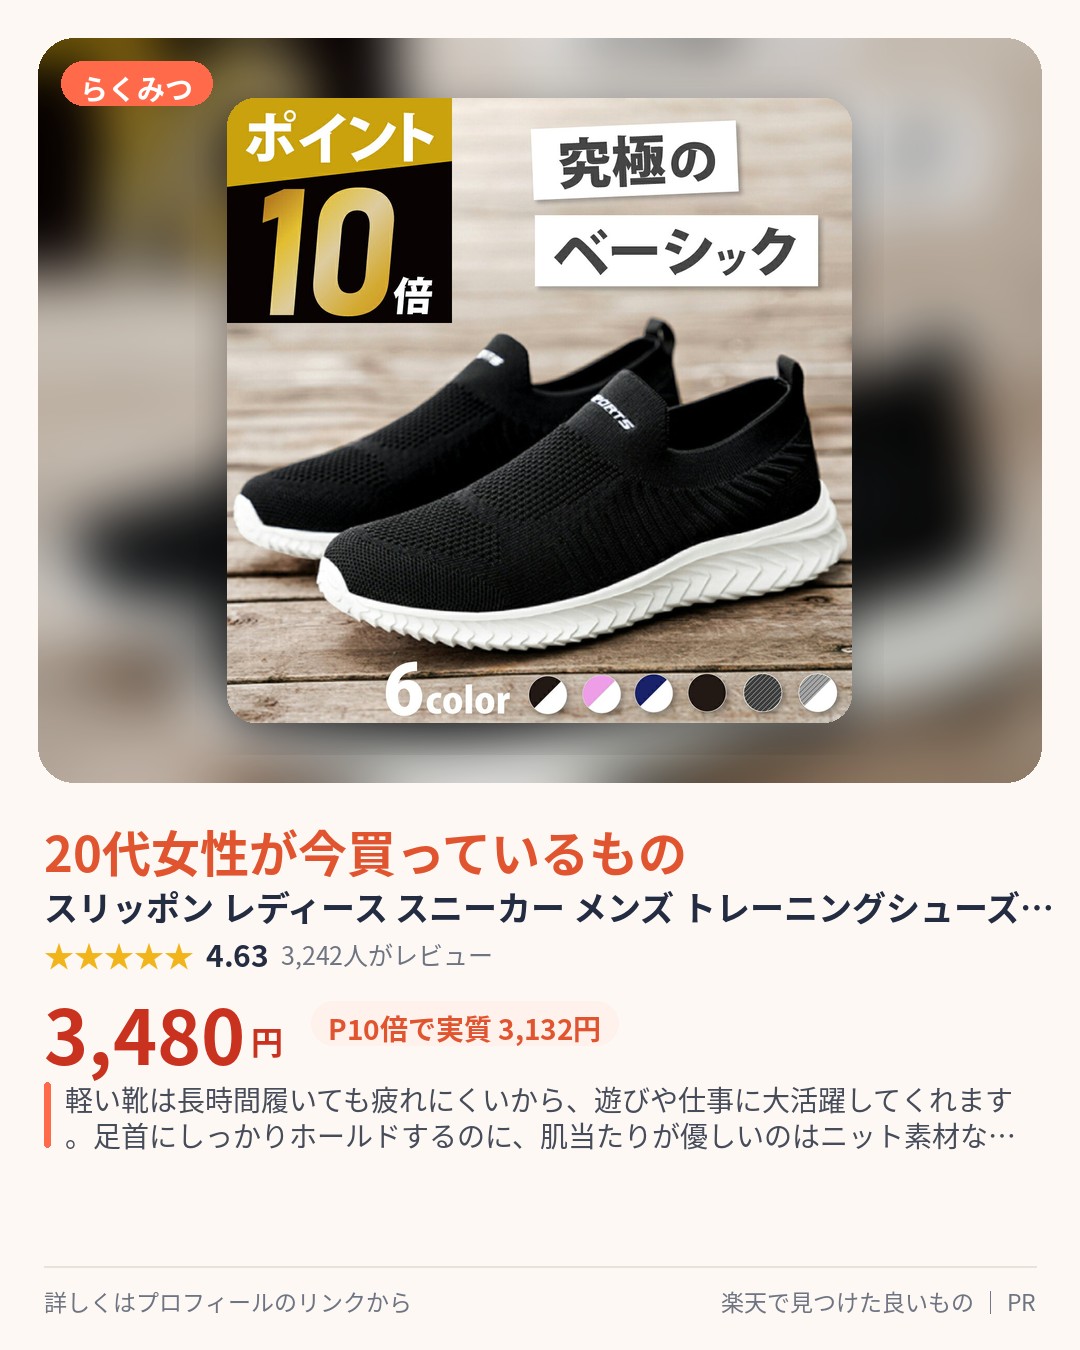 らくみつ
ポイント
10倍
究極の
ベーシック
SPORTS
6color
20代女性が今買っているもの
スリッポン レディース スニーカー メンズ トレーニングシューズ…
★★★★★ 4.63 3,242人がレビュー
3,480円 P10倍で実質 3,132円
軽い靴は長時間履いても疲れにくいから、遊びや仕事に大活躍してくれます
。足首にしっかりホールドするのに、肌当たりが優しいのはニット素材な…
詳しくはプロフィールのリンクから
楽天で見つけた良いもの | PR